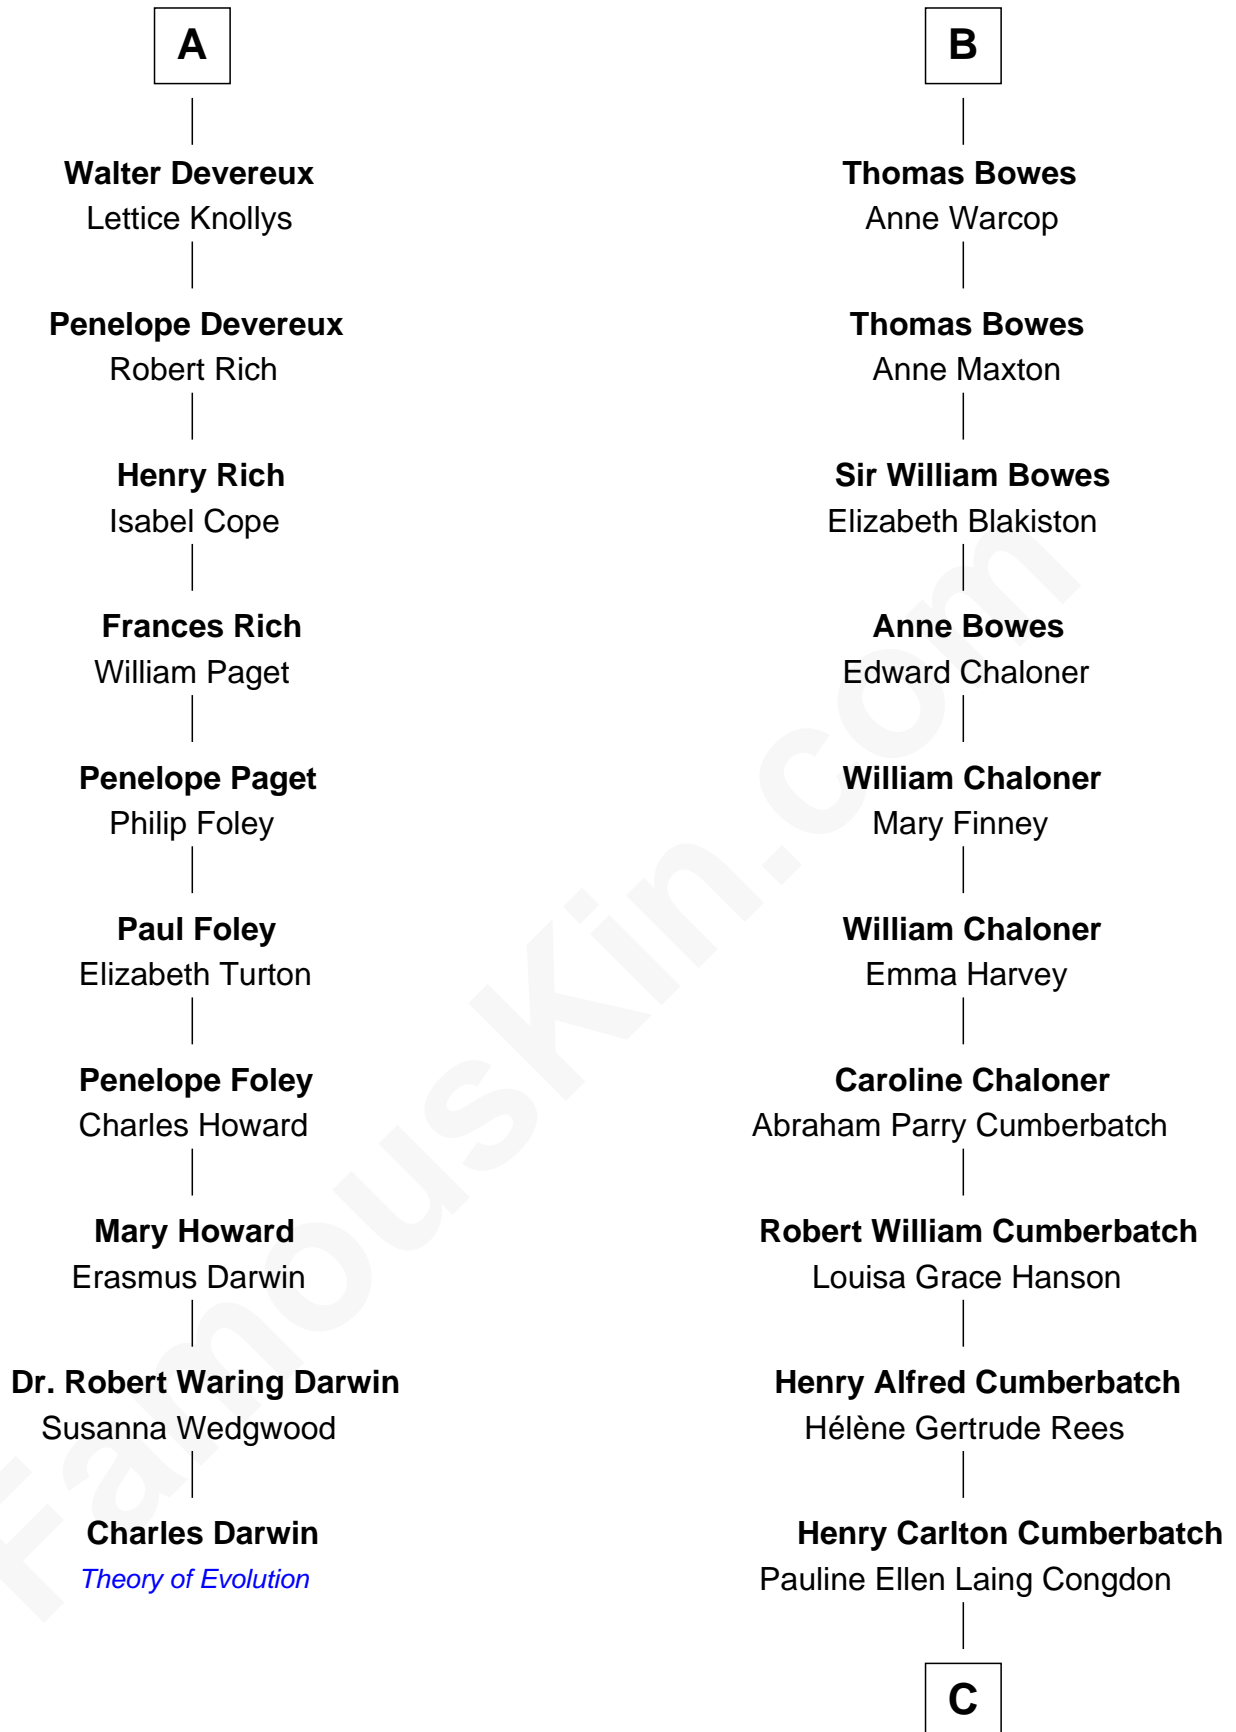 A
Walter Devereux
Lettice Knollys
Penelope Devereux
Robert Rich
Henry Rich
Isabel Cope
Frances Rich
William Paget
Penelope Paget
Philip Foley
Paul Foley
Elizabeth Turton
Penelope Foley
Charles Howard
Mary Howard
Erasmus Darwin
Dr. Robert Waring Darwin
Susanna Wedgwood
Charles Darwin
Theory of Evolution
B
Thomas Bowes
Anne Warcop
Thomas Bowes
Anne Maxton
Sir William Bowes
Elizabeth Blakiston
Anne Bowes
Edward Chaloner
William Chaloner
Mary Finney
William Chaloner
Emma Harvey
Caroline Chaloner
Abraham Parry Cumberbatch
Robert William Cumberbatch
Louisa Grace Hanson
Henry Alfred Cumberbatch
Hélène Gertrude Rees
Henry Carlton Cumberbatch
Pauline Ellen Laing Congdon
C
FamousKin.com